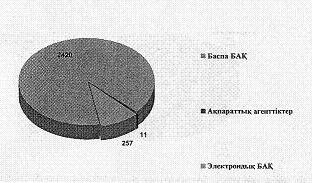 2420
Баспа БАҚ
Ақпараттық агенттіктер
11
257
Электрондық БАҚ